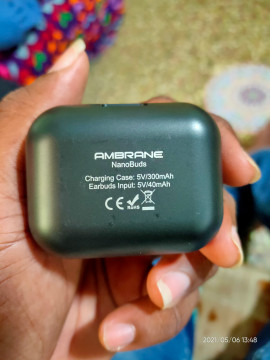 AMBRANE
NanoBuds
Charging Case: 5V/300mAh
Earbuds Input: 5V/40mAh
CE RoHS
2021/05/06 13:48